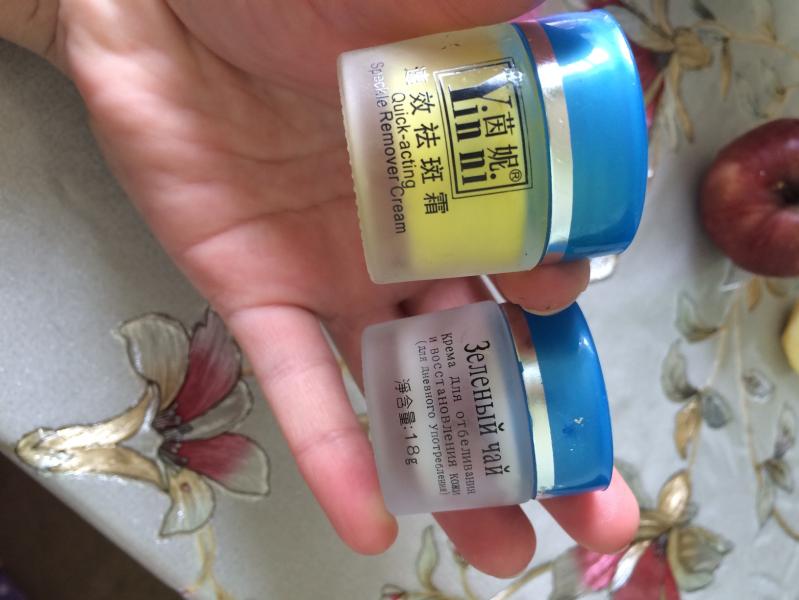 茵妮®
Yin ni
速效祛斑霜
Quick-acting
Speckle Remover Cream
Зеленый чай
крема для отбеливания
и восстановления кожи
(для дневного употребления)
淨含量:18g